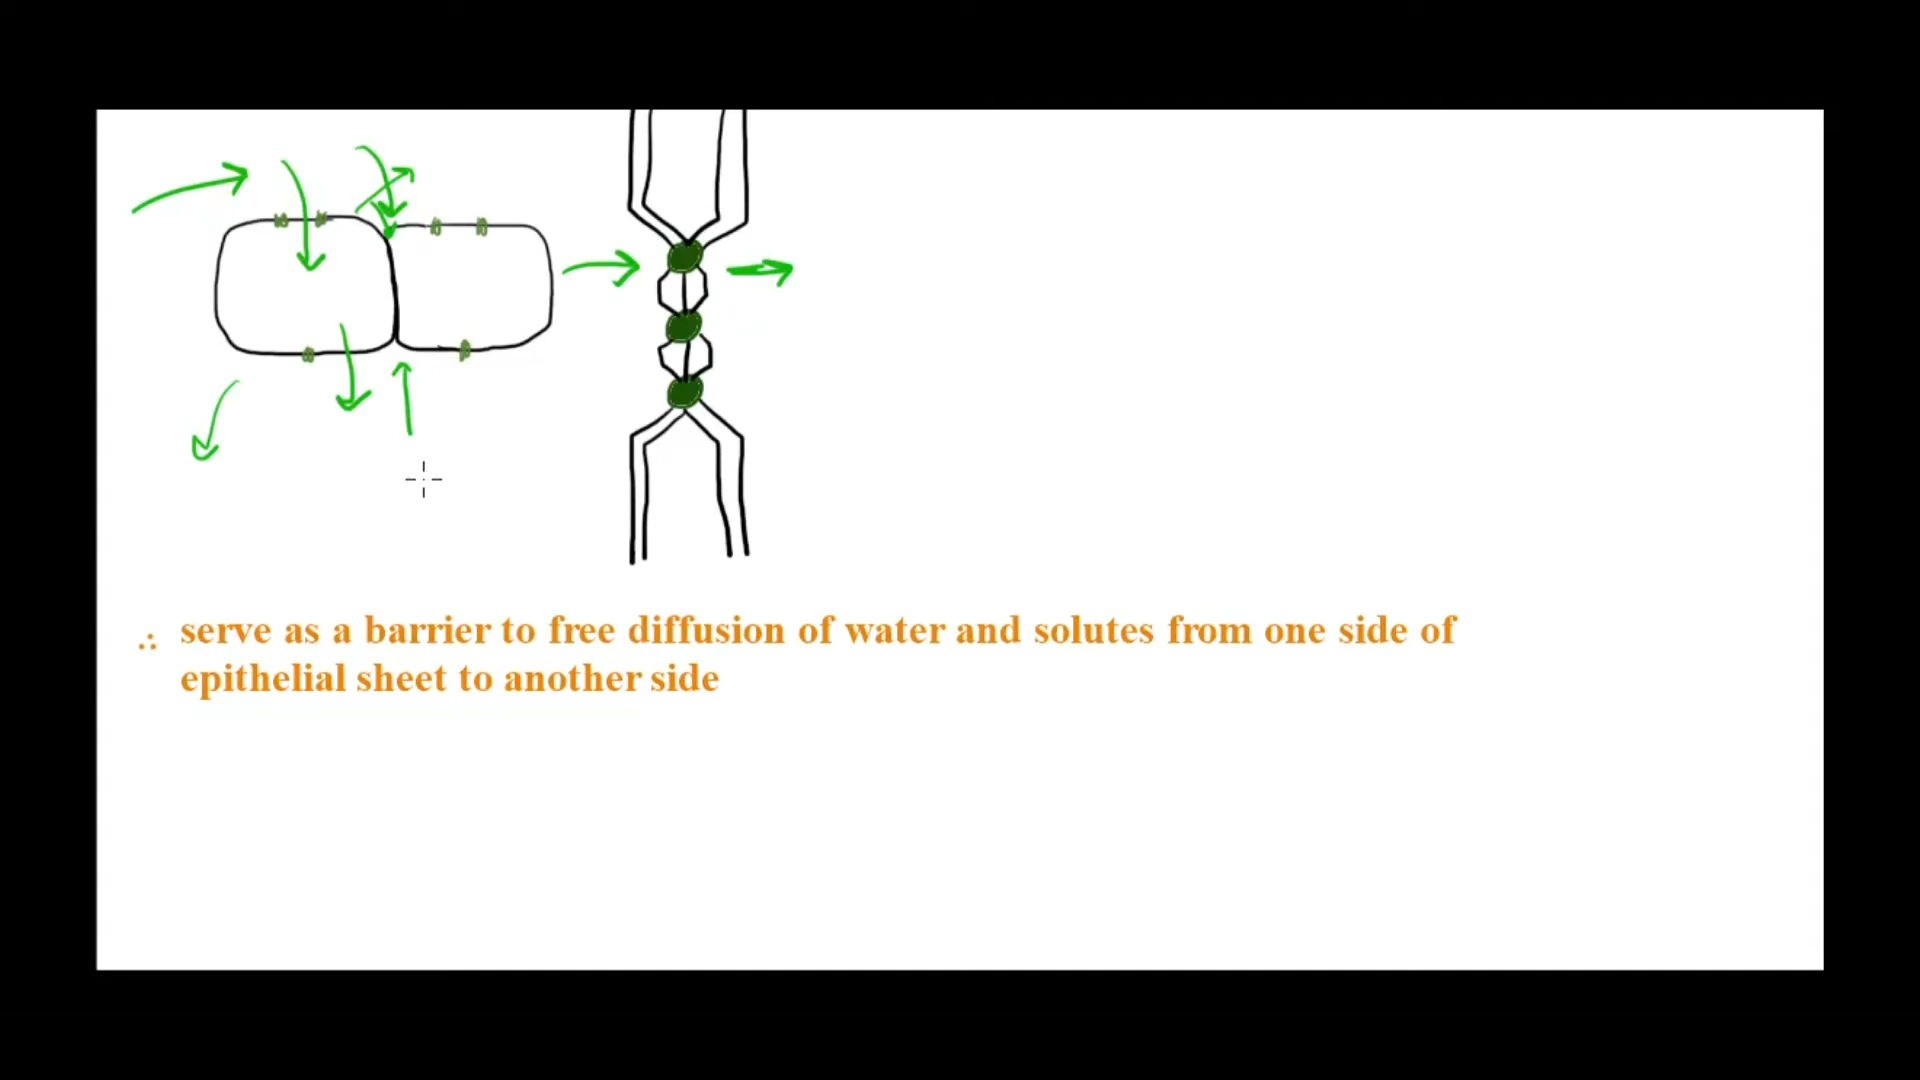 ∴ serve as a barrier to free diffusion of water and solutes from one side of
epithelial sheet to another side